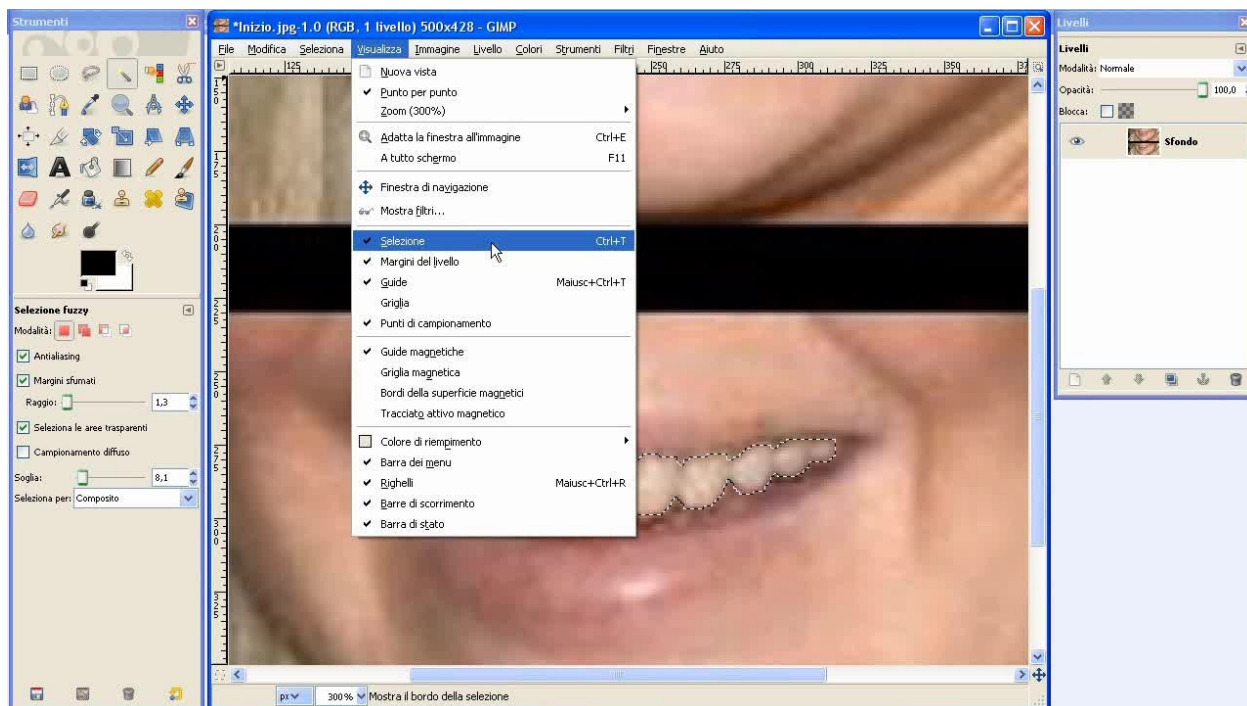 Strumenti
*Inizio.jpg-1.0 (RGB, 1 livello) 500x428 - GIMP
Livelli
File Modifica Seleziona Visualizza Immagine Livello Colori Strumenti Filtri Finestre Aiuto
125 250 275 300 325 350
Nuova vista
Punto per punto
Zoom (300%)
Adatta la finestra all'immagine Ctrl+E
A tutto schermo F11
Finestra di navigazione
Mostra filtri...
Selezione Ctrl+T
Margini del livello
Guide Maiusc+Ctrl+T
Griglia
Punti di campionamento
Guide magnetiche
Griglia magnetica
Bordi della superficie magnetici
Tracciato attivo magnetico
Colore di riempimento
Barra dei menu
Righelli Maiusc+Ctrl+R
Barre di scorrimento
Barra di stato
Selezione fuzzy
Modalità:
Antialiasing
Margini sfumati
Raggio: 1,3
Seleziona le aree trasparenti
Campionamento diffuso
Soglia: 8,1
Seleziona per: Composito
Livelli
Modalità: Normale
Opacità: 100,0
Blocca:
Sfondo
px 300% Mostra il bordo della selezione